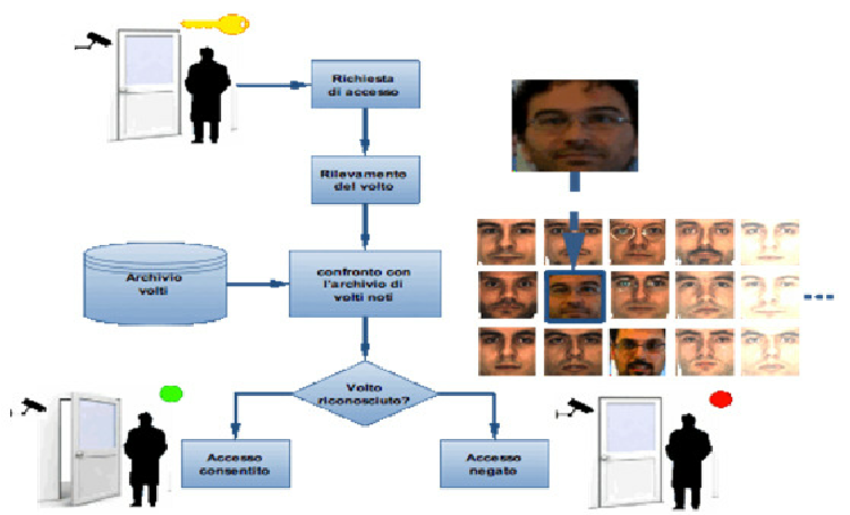 Richiesta
di accesso
Rilevamento
del volto
Archivio
volti
confronto con
l'archivio di
volti noti
Volto
riconosciuto?
Accesso
consentito
Accesso
negato